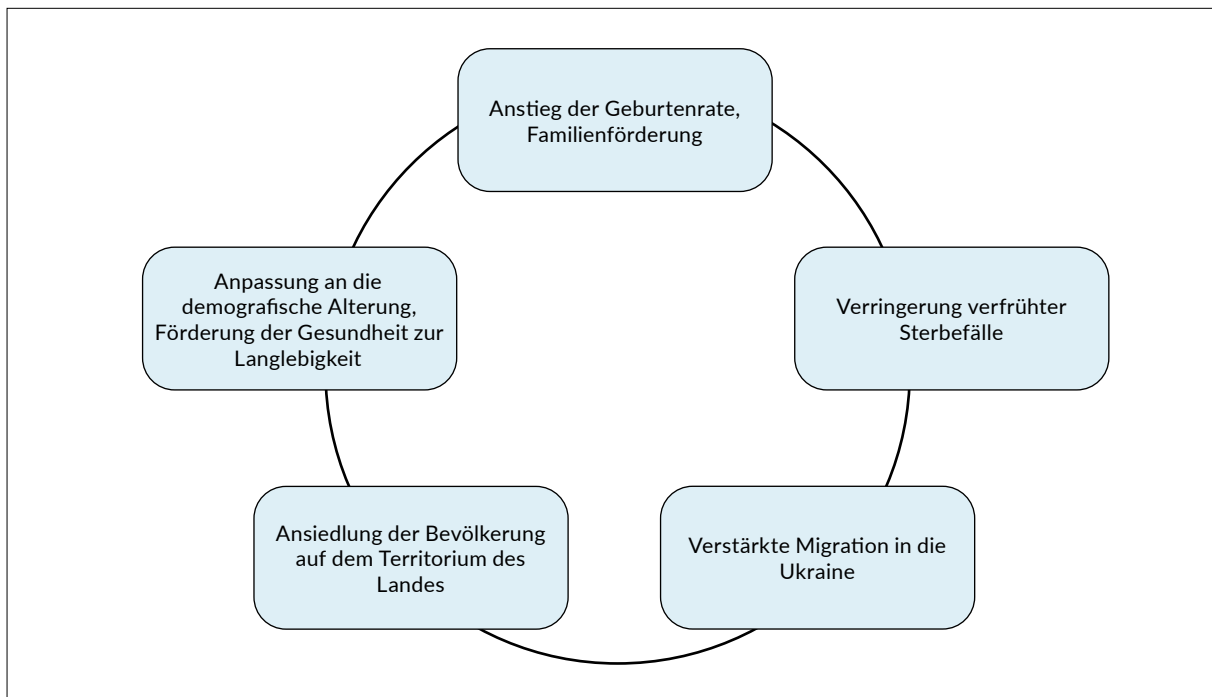 Anstieg der Geburtenrate,
Familienförderung
Anpassung an die
demografische Alterung,
Förderung der Gesundheit zur
Langlebigkeit
Verringerung verfrühter
Sterbefälle
Ansiedlung der Bevölkerung
auf dem Territorium des
Landes
Verstärkte Migration in die
Ukraine